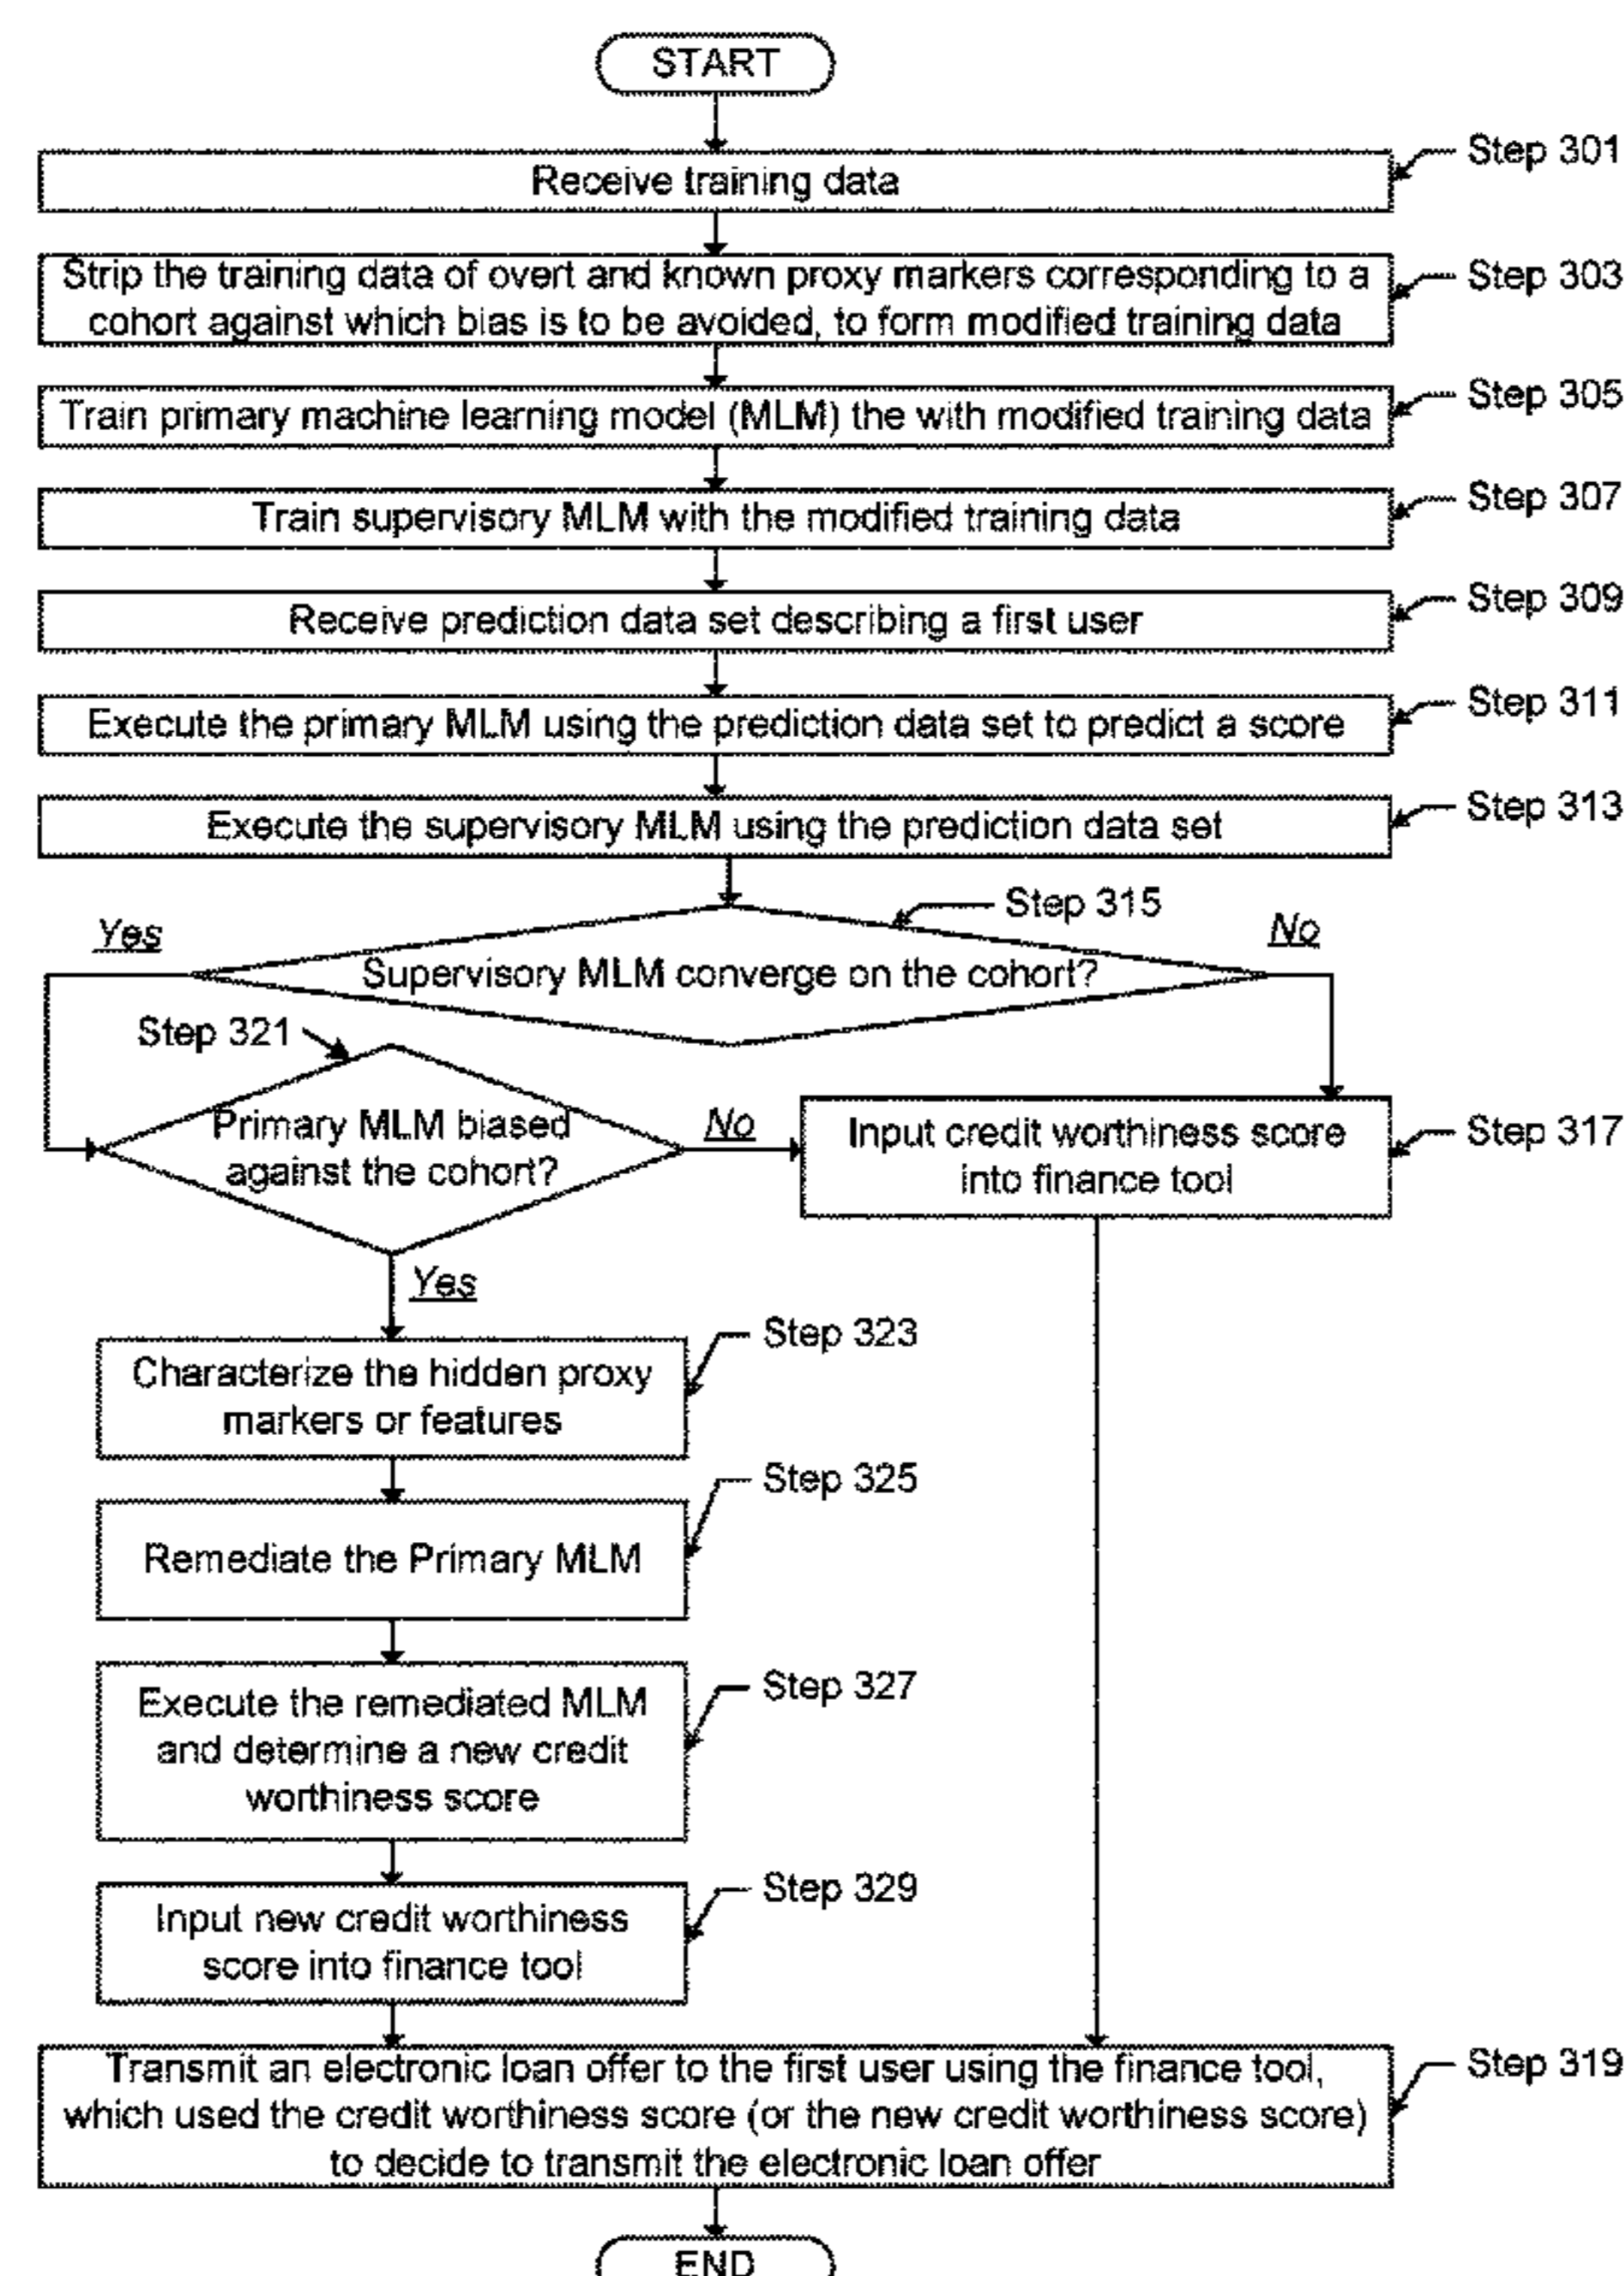 START
Receive training data
Step 301
Strip the training data of overt and known proxy markers corresponding to a
cohort against which bias is to be avoided, to form modified training data
Step 303
Train primary machine learning model (MLM) the with modified training data
Step 305
Train supervisory MLM with the modified training data
Step 307
Receive prediction data set describing a first user
Step 309
Execute the primary MLM using the prediction data set to predict a score
Step 311
Execute the supervisory MLM using the prediction data set
Step 313
Step 315
Yes
No
Supervisory MLM converge on the cohort?
Step 321
Primary MLM biased
against the cohort?
No
Input credit worthiness score
into finance tool
Step 317
Yes
Step 323
Characterize the hidden proxy
markers or features
Step 325
Remediate the Primary MLM
Step 327
Execute the remediated MLM
and determine a new credit
worthiness score
Step 329
Input new credit worthiness
score into finance tool
Transmit an electronic loan offer to the first user using the finance tool,
which used the credit worthiness score (or the new credit worthiness score)
to decide to transmit the electronic loan offer
Step 319
END